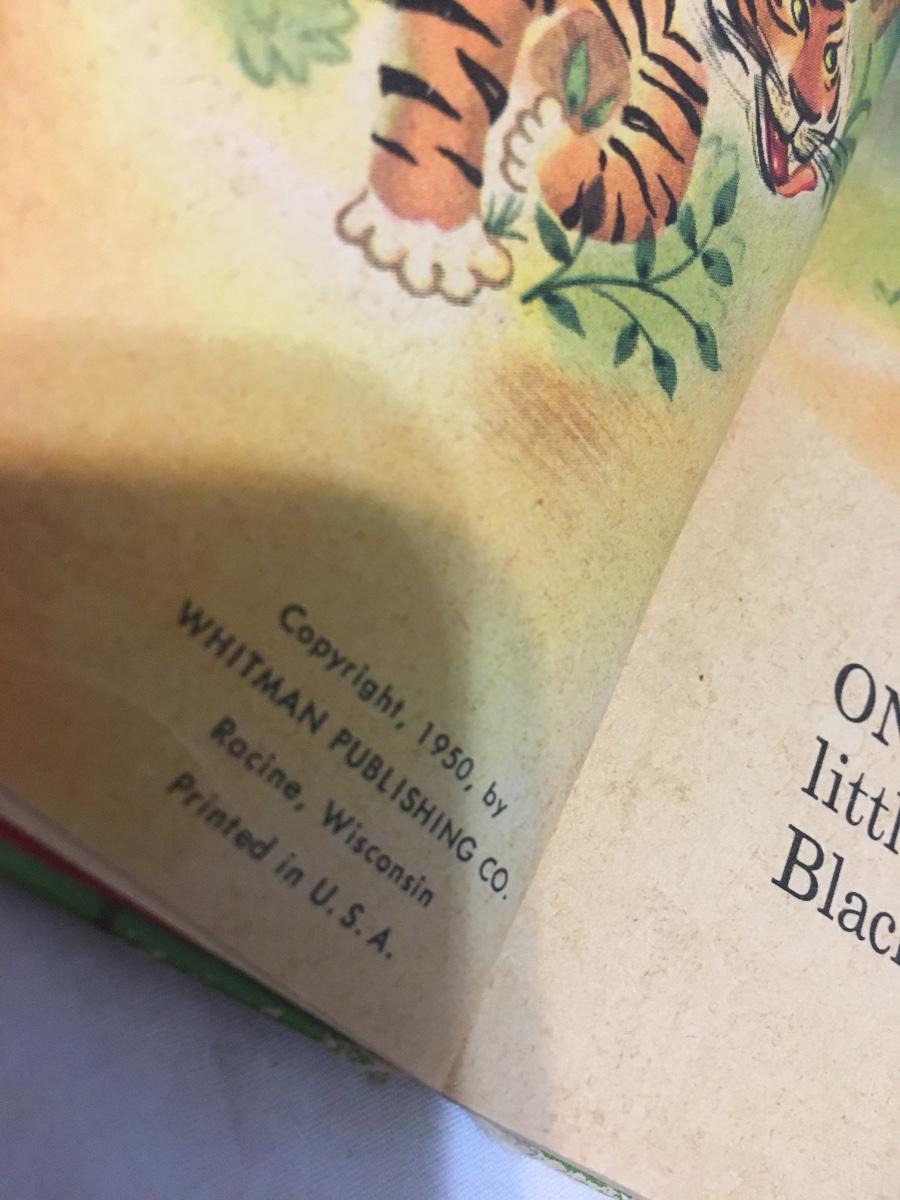 Copyright, 1950, by
WHITMAN PUBLISHING CO.
Racine, Wisconsin
Printed in U. S. A.